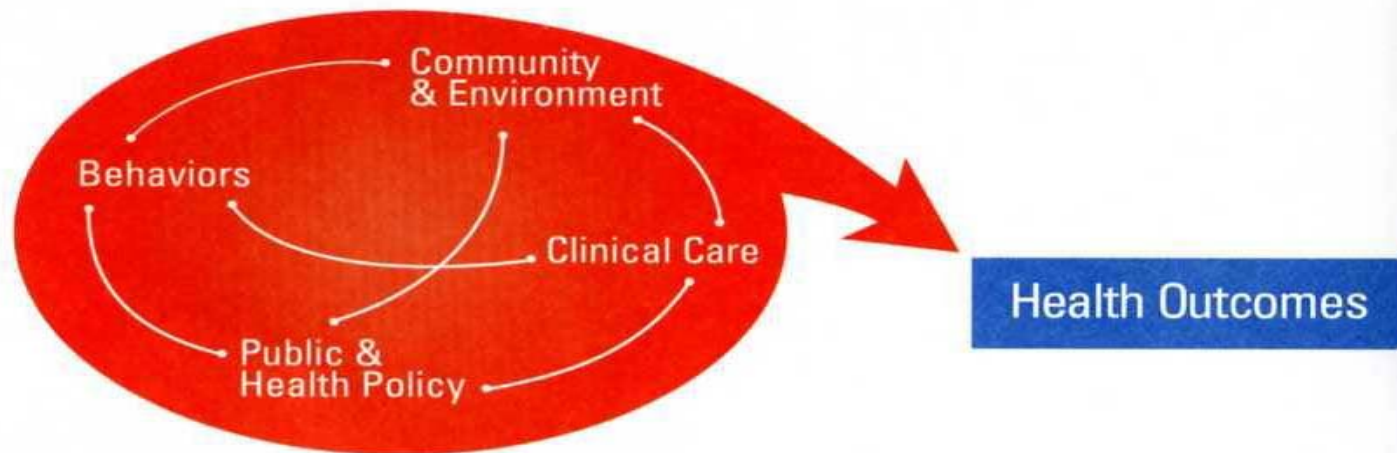 Community
& Environment
Behaviors
Clinical Care
Public &
Health Policy
Health Outcomes